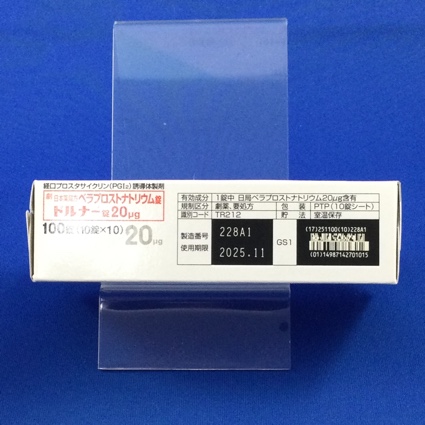 経口プロスタサイクリン(PGI₂)誘導体製剤
ベラプロストナトリウム錠
ドルナー錠20μg
100錠(10錠×10)
20μg
有効成分 1錠中 日局ベラプロストナトリウム20μg含有
規制区分 劇薬、要処方 包装 PTP(10錠シート)
識別コード TR212 貯法 室温保存
製造番号 228A1
使用期限 2025.11
GS1
(17)251100(10)228A1
(01)14987142701015